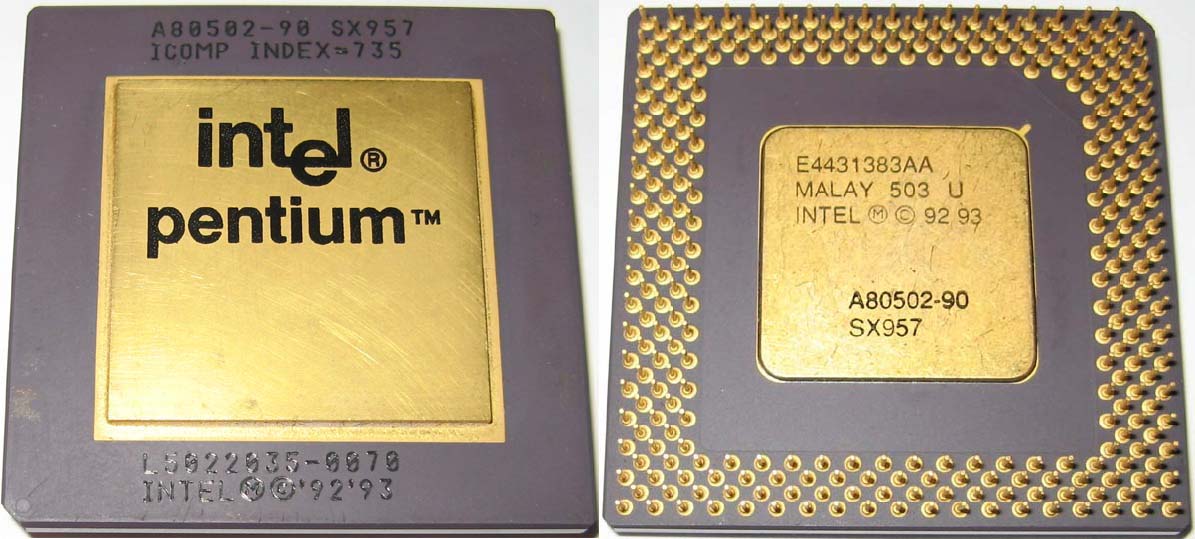 A80502-90 SX957
ICOMP INDEX=735
intel®
pentium™
L5022035-0070
INTEL Ⓜ © '92 '93
E4431383AA
MALAY 503 U
INTEL Ⓜ © 92 93
A80502-90
SX957